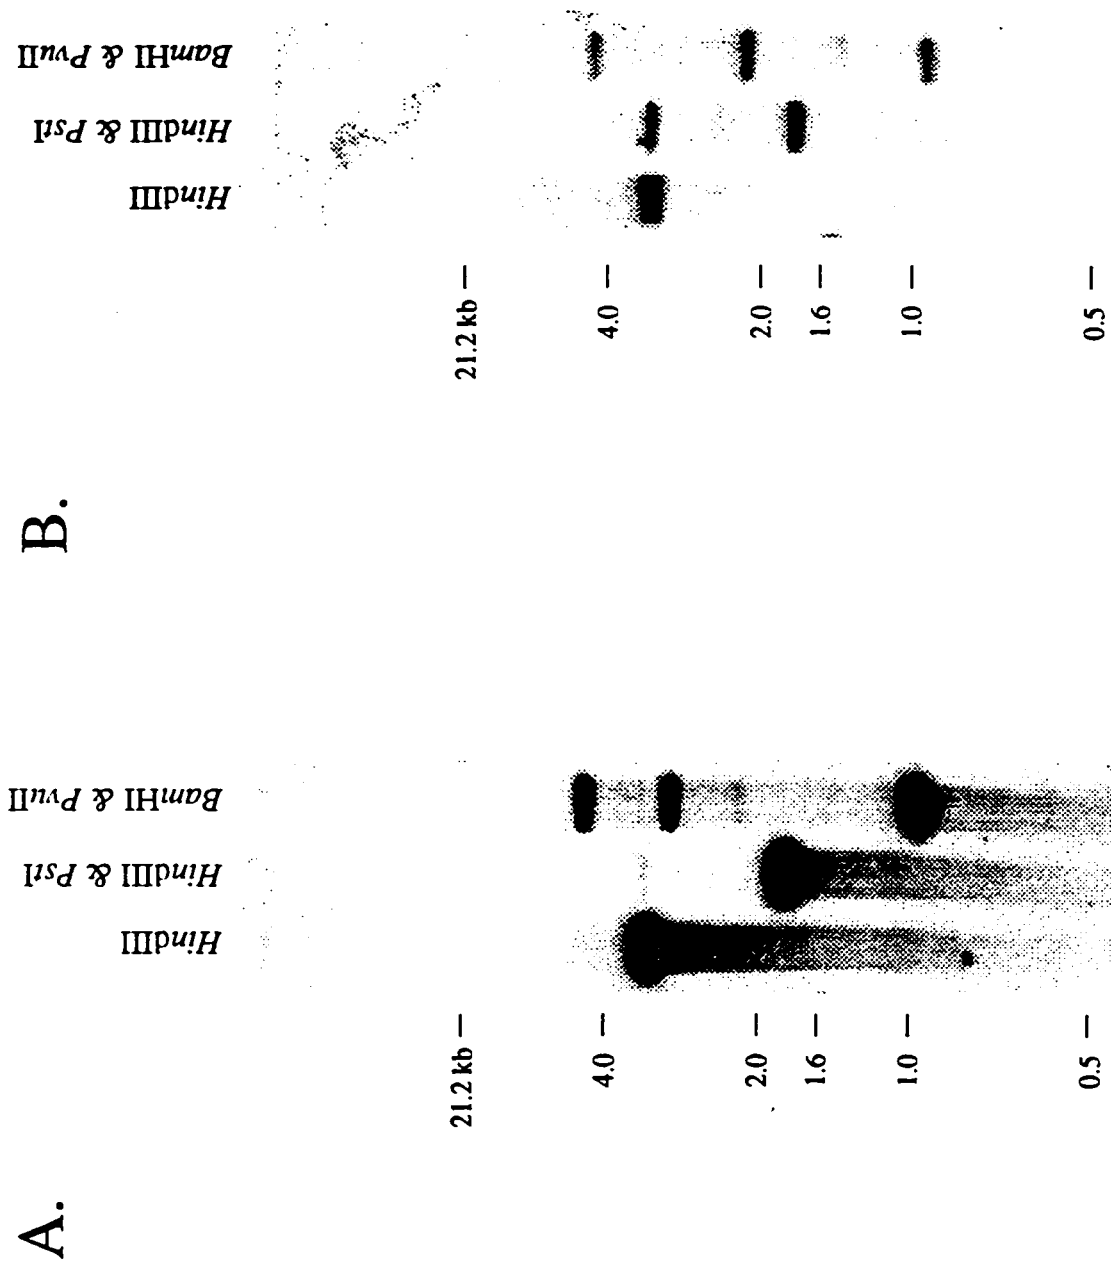 A.
HindIII
HindIII & PstI
BamHI & PvuII
21.2 kb
4.0
2.0
1.6
1.0
0.5
B.
HindIII
HindIII & PstI
BamHI & PvuII
21.2 kb
4.0
2.0
1.6
1.0
0.5